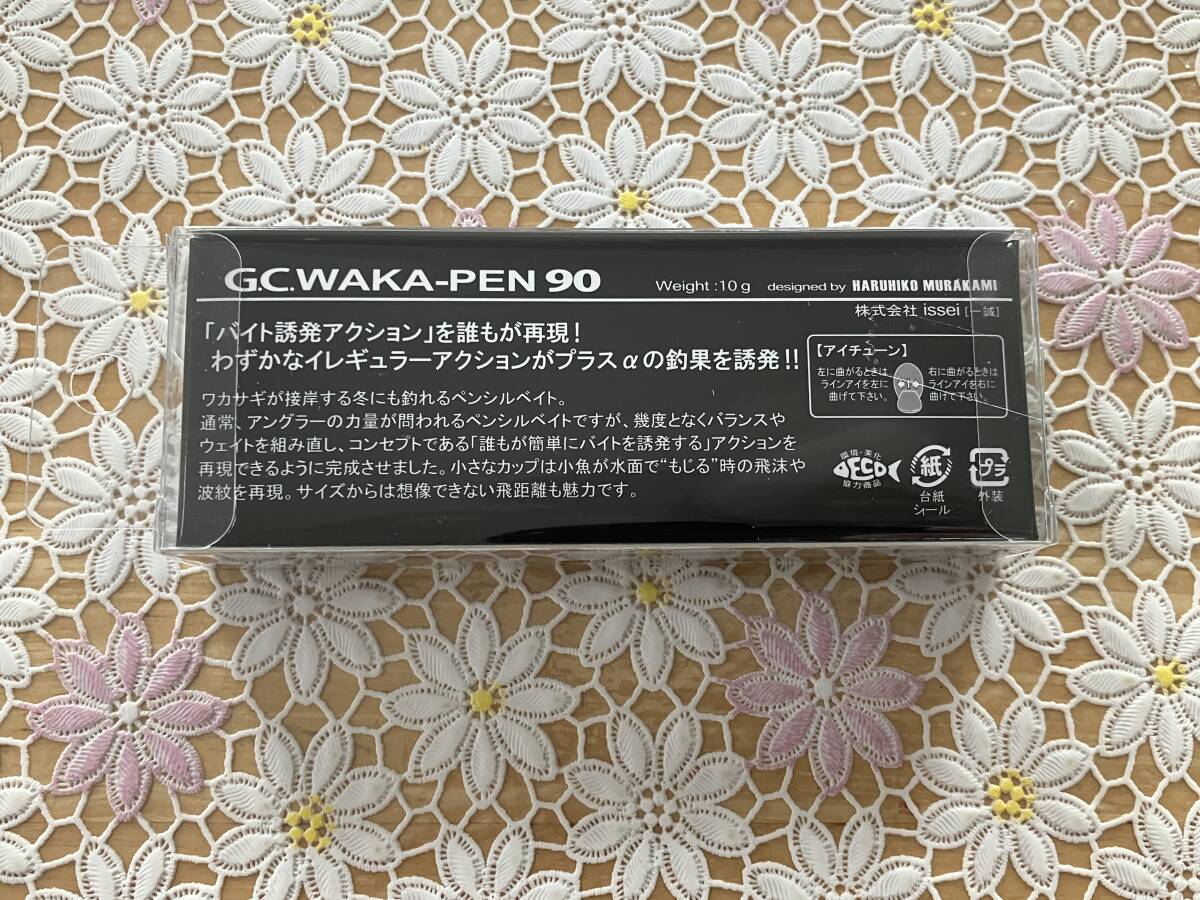 G.C.WAKA-PEN 90
Weight :10g designed by HARUHIKO MURAKAMI
株式会社 issei [一誠]
「バイト誘発アクション」を誰もが再現!
わずかなイレギュラーアクションがプラスαの釣果を誘発!!
ワカサギが接岸する冬にも釣れるペンシルベイト。
通常、アングラーの力量が問われるペンシルベイトですが、幾度となくバランスや
ウェイトを組み直し、コンセプトである「誰もが簡単にバイトを誘発する」アクションを
再現できるように完成させました。小さなカップは小魚が水面で“もじる”時の飛沫や
波紋を再現。サイズからは想像できない飛距離も魅力です。
【アイチューン】
左に曲がるときは
ラインアイを左に
曲げて下さい。
右に曲がるときは
ラインアイを右に
曲げて下さい。
環境・美化
FECO
協力商品
紙
台紙
シール
プラ
外装